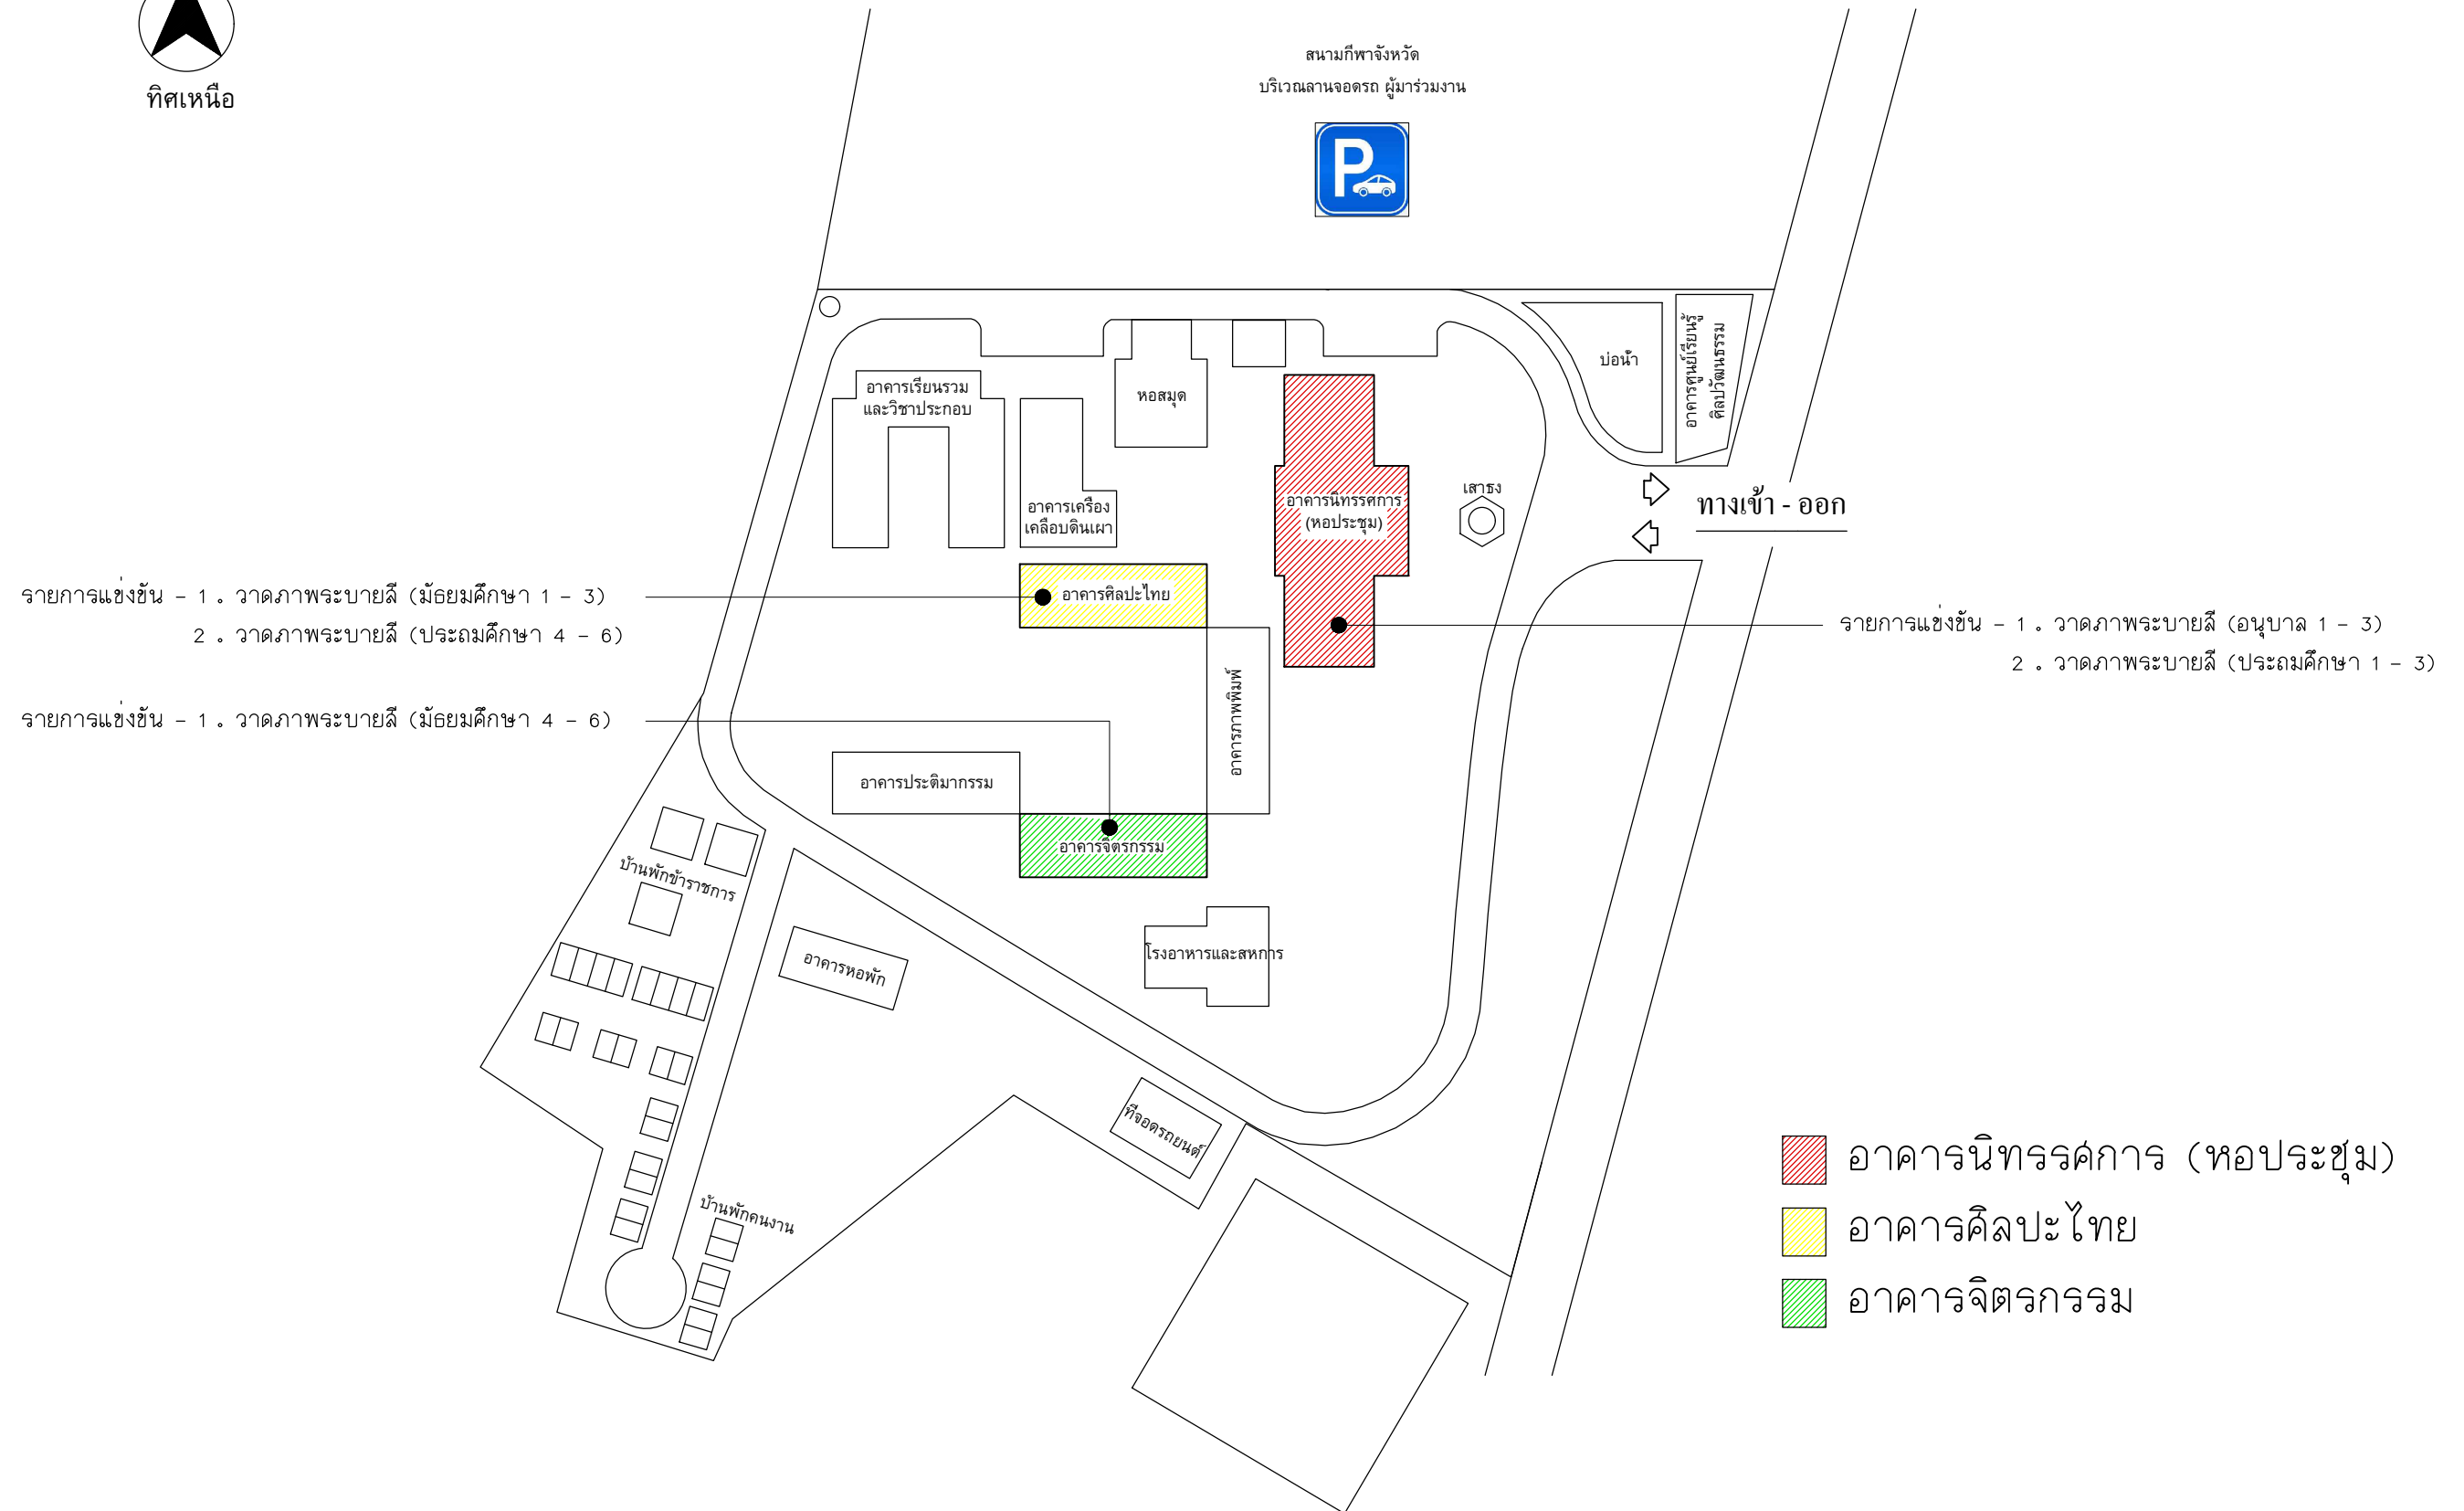 ทิศเหนือ
สนามกีฬาจังหวัด
บริเวณลานจอดรถ ผู้มาร่วมงาน
P
บ่อน้ำ
อาคารศูนย์เรียนรู้
ศิลปวัฒนธรรม
อาคารเรียนรวม
และวิชาประกอบ
หอสมุด
อาคารเครื่อง
เคลือบดินเผา
อาคารนิทรรศการ
(หอประชุม)
เสาธง
ทางเข้า - ออก
รายการแข่งขัน - 1 . วาดภาพระบายสี (มัธยมศึกษา 1 - 3)
2 . วาดภาพระบายสี (ประถมศึกษา 4 - 6)
อาคารศิลปะไทย
รายการแข่งขัน - 1 . วาดภาพระบายสี (อนุบาล 1 - 3)
2 . วาดภาพระบายสี (ประถมศึกษา 1 - 3)
รายการแข่งขัน - 1 . วาดภาพระบายสี (มัธยมศึกษา 4 - 6)
อาคารภาพพิมพ์
อาคารประติมากรรม
อาคารจิตรกรรม
บ้านพักข้าราชการ
อาคารหอพัก
โรงอาหารและสหการ
ที่จอดรถยนต์
บ้านพักคนงาน
อาคารนิทรรศการ (หอประชุม)
อาคารศิลปะไทย
อาคารจิตรกรรม